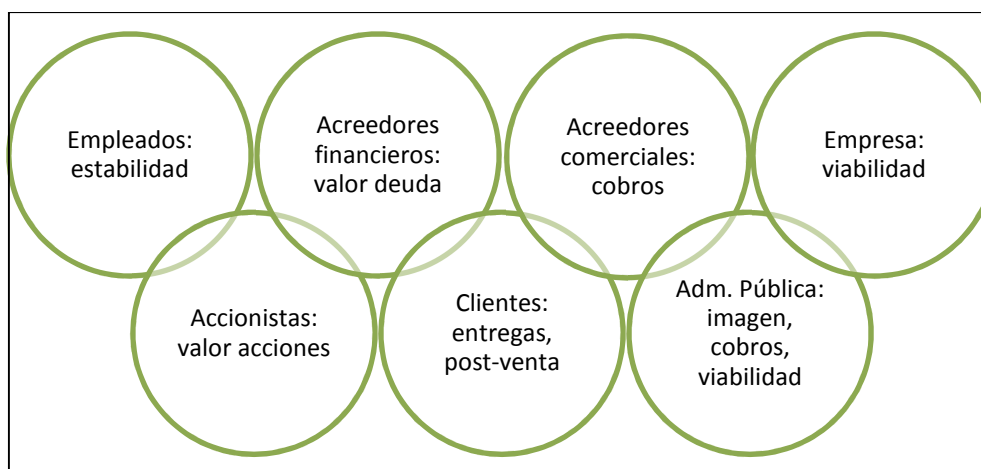 Empleados:
estabilidad
Acreedores
financieros:
valor deuda
Acreedores
comerciales:
cobros
Empresa:
viabilidad
Accionistas:
valor acciones
Clientes:
entregas,
post-venta
Adm. Pública:
imagen,
cobros,
viabilidad